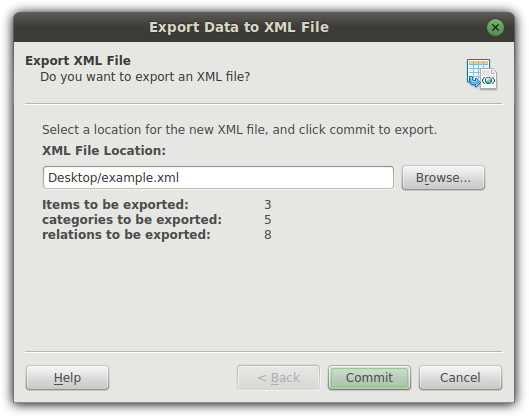 Export Data to XML File
Export XML File
Do you want to export an XML file?
Select a location for the new XML file, and click commit to export.
XML File Location:
Desktop/example.xml
Browse...
Items to be exported: 3
categories to be exported: 5
relations to be exported: 8
Help
< Back
Commit
Cancel